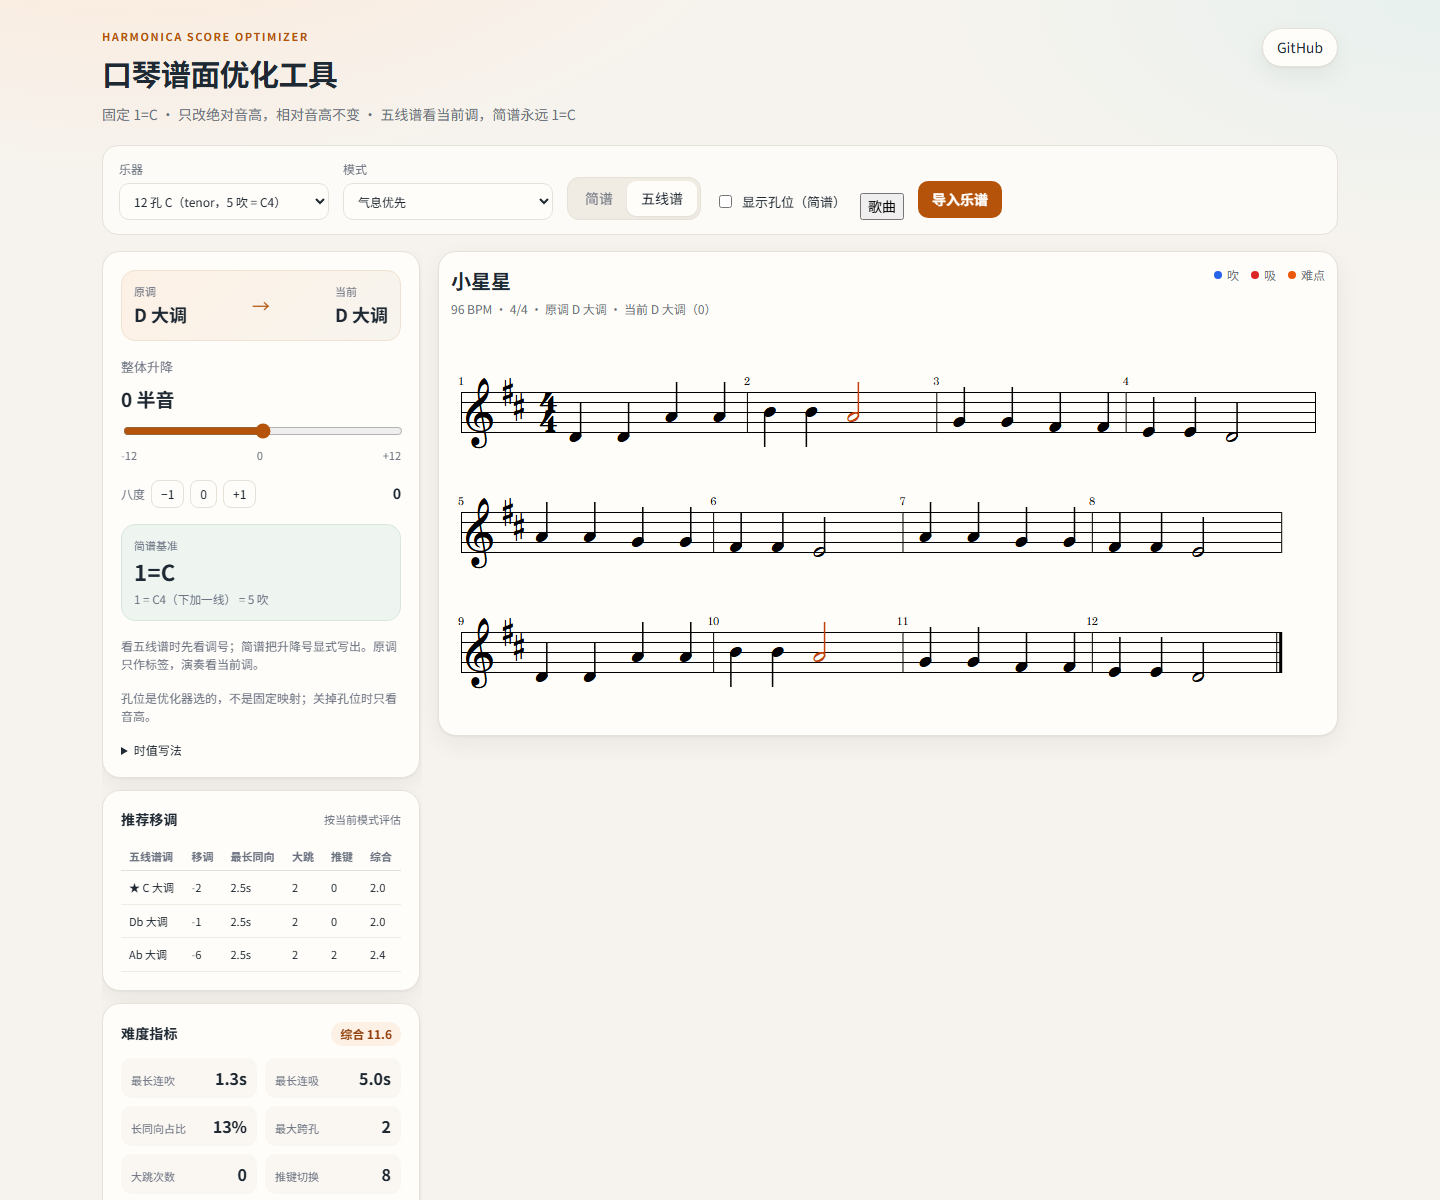 HARMONICA SCORE OPTIMIZER
口琴谱面优化工具
固定 1=C · 只改绝对音高，相对音高不变 · 五线谱看当前调，简谱永远 1=C
GitHub
乐器
模式
12 孔 C（tenor，5 吹 = C4）
气息优先
简谱
五线谱
显示孔位（简谱）
歌曲
导入乐谱
原调
D 大调
→
当前
D 大调
整体升降
0 半音
-12
0
+12
八度
−1
0
+1
0
简谱基准
1=C
1 = C4（下加一线） = 5 吹
看五线谱时先看调号；简谱把升降号显式写出。原调
只作标签，演奏看当前调。
孔位是优化器选的，不是固定映射；关掉孔位时只看
音高。
时值写法
推荐移调
按当前模式评估
五线谱调 移调 最长同向 大跳 推键 综合
★ C 大调 -2 2.5s 2 0 2.0
Db 大调 -1 2.5s 2 0 2.0
Ab 大调 -6 2.5s 2 2 2.4
难度指标
综合 11.6
最长连吹 1.3s
最长连吸 5.0s
长同向占比 13%
最大跨孔 2
大跳次数 0
推键切换 8
小星星
吹
吸
难点
96 BPM · 4/4 · 原调 D 大调 · 当前 D 大调（0）
1
2
3
4
4
4
5
6
7
8
9
10
11
12